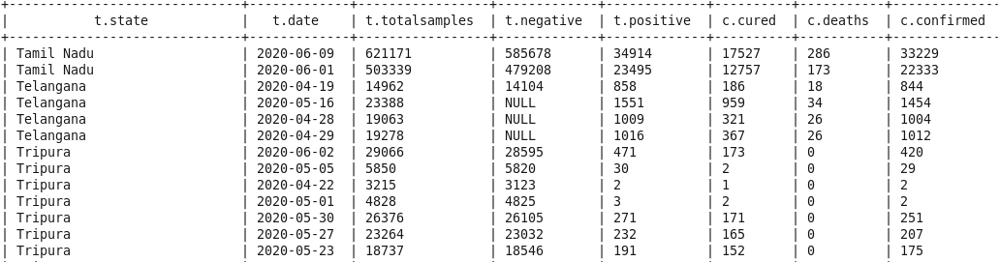 | t.state | t.date | t.totalsamples | t.negative | t.positive | c.cured | c.deaths | c.confirmed
| Tamil Nadu | 2020-06-09 | 621171 | 585678 | 34914 | 17527 | 286 | 33229
| Tamil Nadu | 2020-06-01 | 503339 | 479208 | 23495 | 12757 | 173 | 22333
| Telangana | 2020-04-19 | 14962 | 14104 | 858 | 186 | 18 | 844
| Telangana | 2020-05-16 | 23388 | NULL | 1551 | 959 | 34 | 1454
| Telangana | 2020-04-28 | 19063 | NULL | 1009 | 321 | 26 | 1004
| Telangana | 2020-04-29 | 19278 | NULL | 1016 | 367 | 26 | 1012
| Tripura | 2020-06-02 | 29066 | 28595 | 471 | 173 | 0 | 420
| Tripura | 2020-05-05 | 5850 | 5820 | 30 | 2 | 0 | 29
| Tripura | 2020-04-22 | 3215 | 3123 | 2 | 1 | 0 | 2
| Tripura | 2020-05-01 | 4828 | 4825 | 3 | 2 | 0 | 2
| Tripura | 2020-05-30 | 26376 | 26105 | 271 | 171 | 0 | 251
| Tripura | 2020-05-27 | 23264 | 23032 | 232 | 165 | 0 | 207
| Tripura | 2020-05-23 | 18737 | 18546 | 191 | 152 | 0 | 175